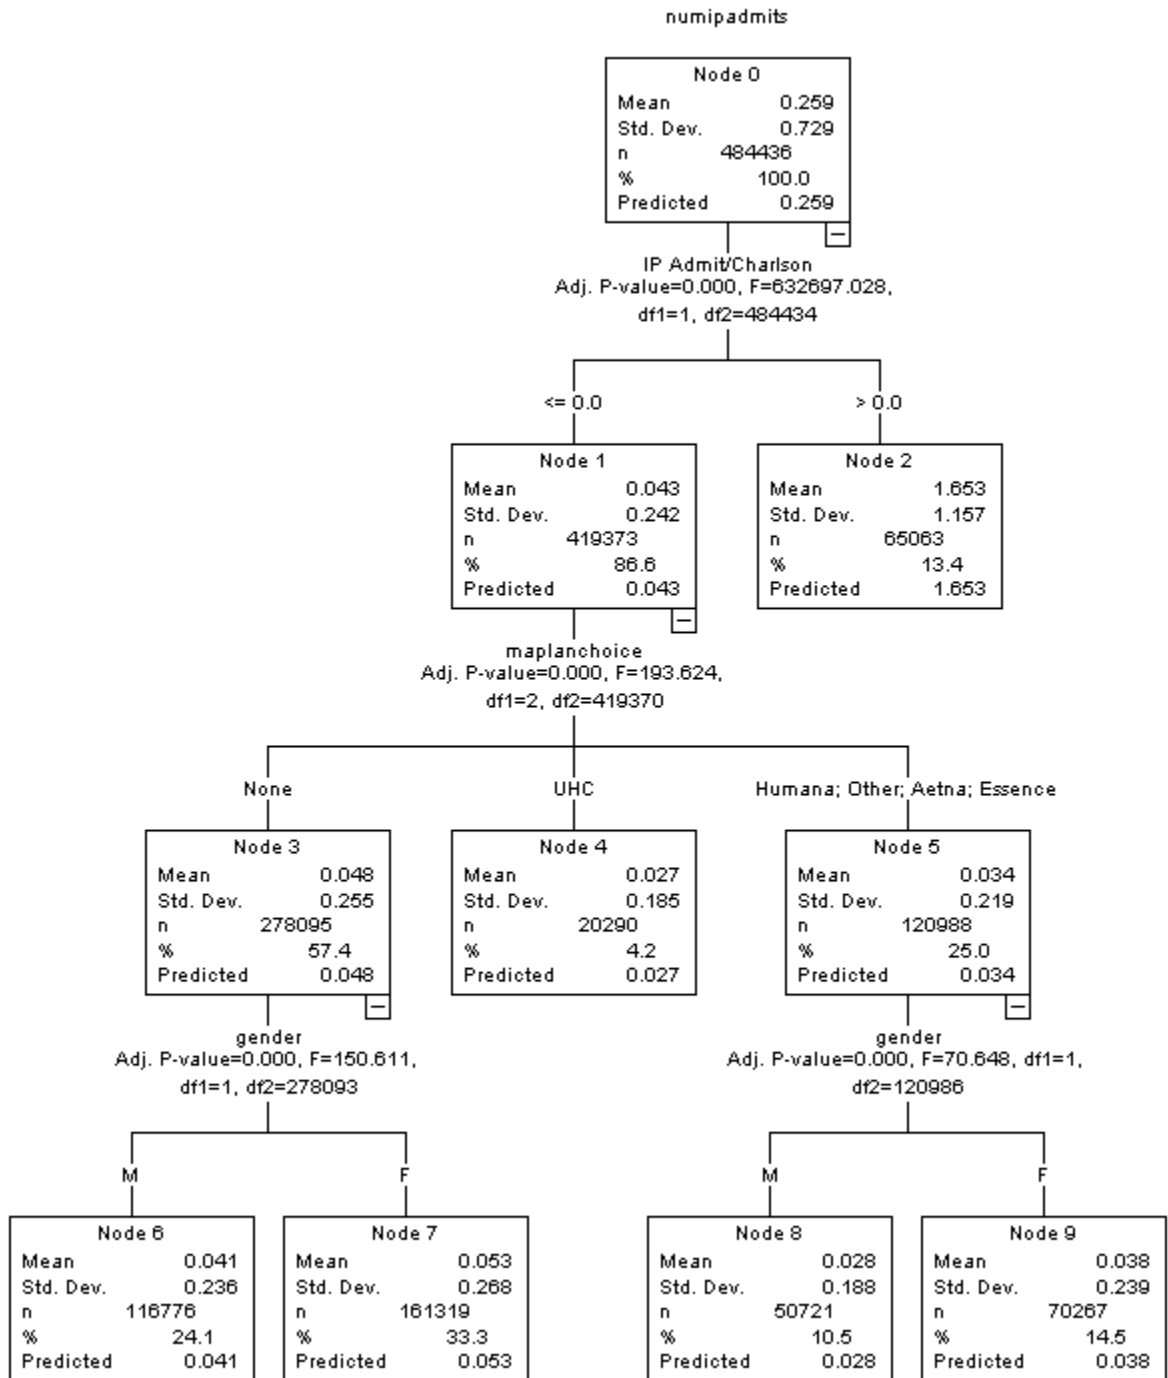 numipadmits
Node 0
Mean 0.259
Std. Dev. 0.729
n 484436
% 100.0
Predicted 0.259
IP Admit/Charlson
Adj. P-value=0.000, F=632697.028,
df1=1, df2=484434
<= 0.0
> 0.0
Node 1
Mean 0.043
Std. Dev. 0.242
n 419373
% 86.6
Predicted 0.043
Node 2
Mean 1.653
Std. Dev. 1.157
n 65063
% 13.4
Predicted 1.653
maplanchoice
Adj. P-value=0.000, F=193.624,
df1=2, df2=419370
None
UHC
Humana; Other; Aetna; Essence
Node 3
Mean 0.048
Std. Dev. 0.255
n 278095
% 57.4
Predicted 0.048
Node 4
Mean 0.027
Std. Dev. 0.185
n 20290
% 4.2
Predicted 0.027
Node 5
Mean 0.034
Std. Dev. 0.219
n 120988
% 25.0
Predicted 0.034
gender
Adj. P-value=0.000, F=150.611,
df1=1, df2=278093
gender
Adj. P-value=0.000, F=70.648, df1=1,
df2=120986
M
F
M
F
Node 6
Mean 0.041
Std. Dev. 0.236
n 116776
% 24.1
Predicted 0.041
Node 7
Mean 0.053
Std. Dev. 0.268
n 161319
% 33.3
Predicted 0.053
Node 8
Mean 0.028
Std. Dev. 0.188
n 50721
% 10.5
Predicted 0.028
Node 9
Mean 0.038
Std. Dev. 0.239
n 70267
% 14.5
Predicted 0.038